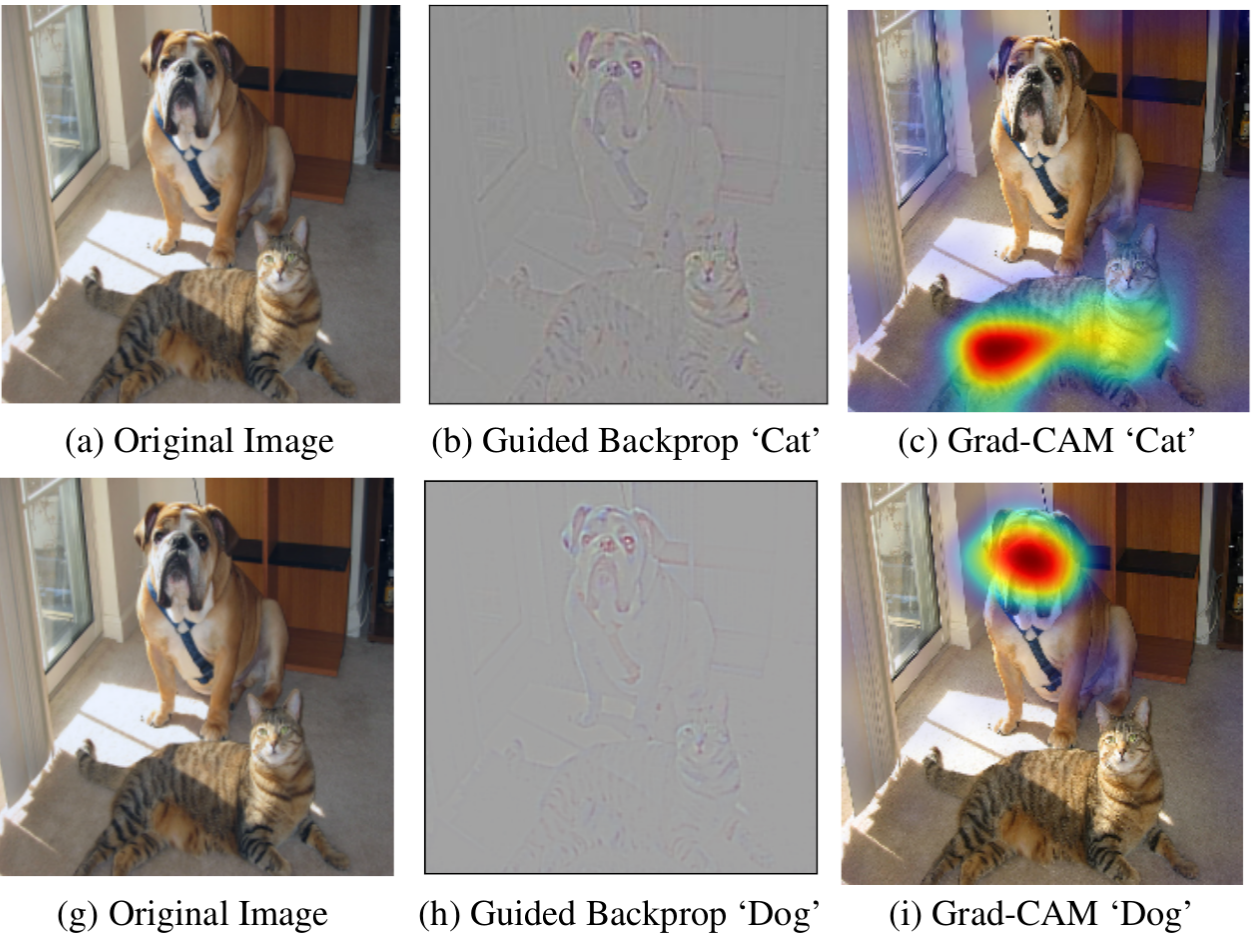 (a) Original Image
(b) Guided Backprop ‘Cat’
(c) Grad-CAM ‘Cat’
(g) Original Image
(h) Guided Backprop ‘Dog’
(i) Grad-CAM ‘Dog’